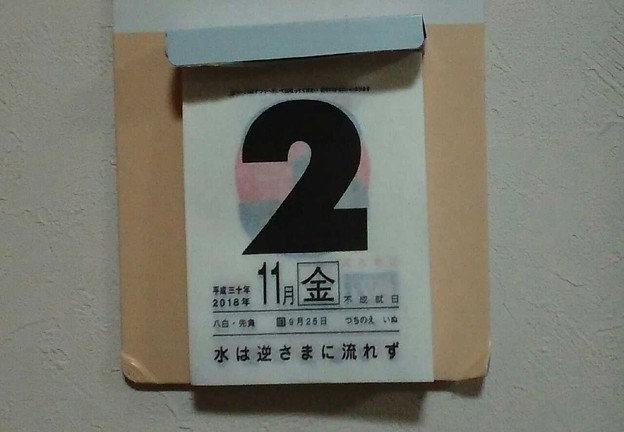 2
平成三十年
2018年 11月 金 不成就日
八白・先負 旧9月25日 つちのえ いぬ
水は逆さまに流れず